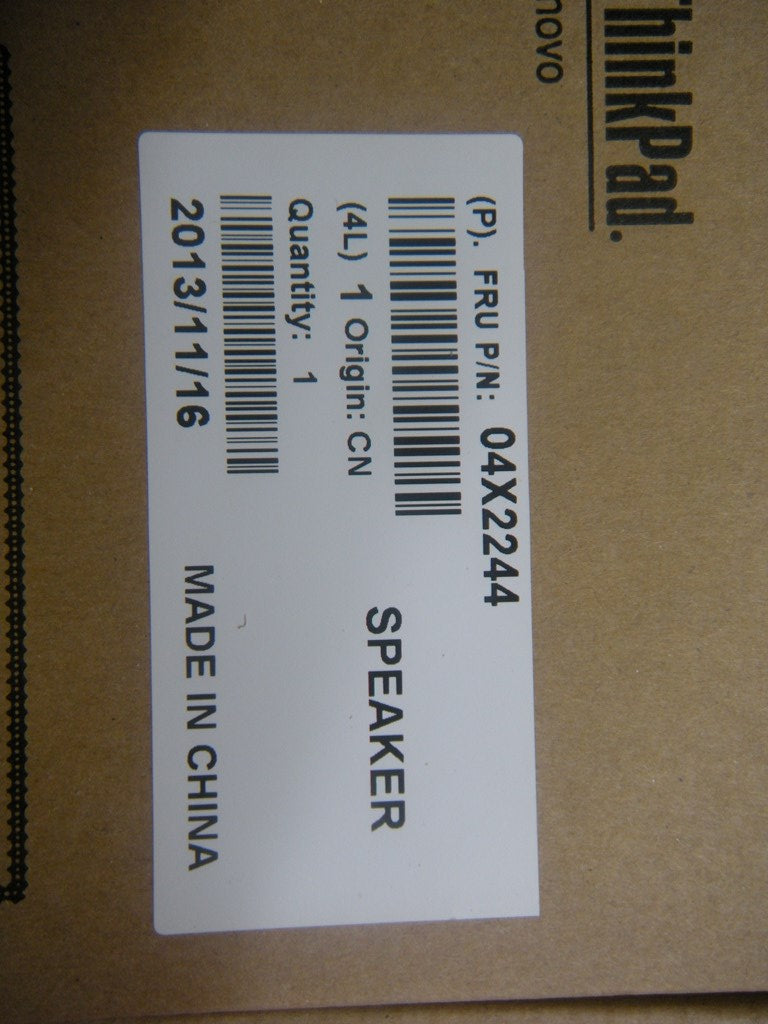 ThinkPad.
novo
(P). FRU P/N: 04X2244
(4L) 1 Origin: CN
SPEAKER
Quantity: 1
2013/11/16
MADE IN CHINA